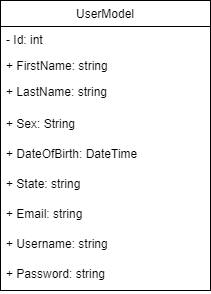 UserModel
- Id: int
+ FirstName: string
+ LastName: string
+ Sex: String
+ DateOfBirth: DateTime
+ State: string
+ Email: string
+ Username: string
+ Password: string